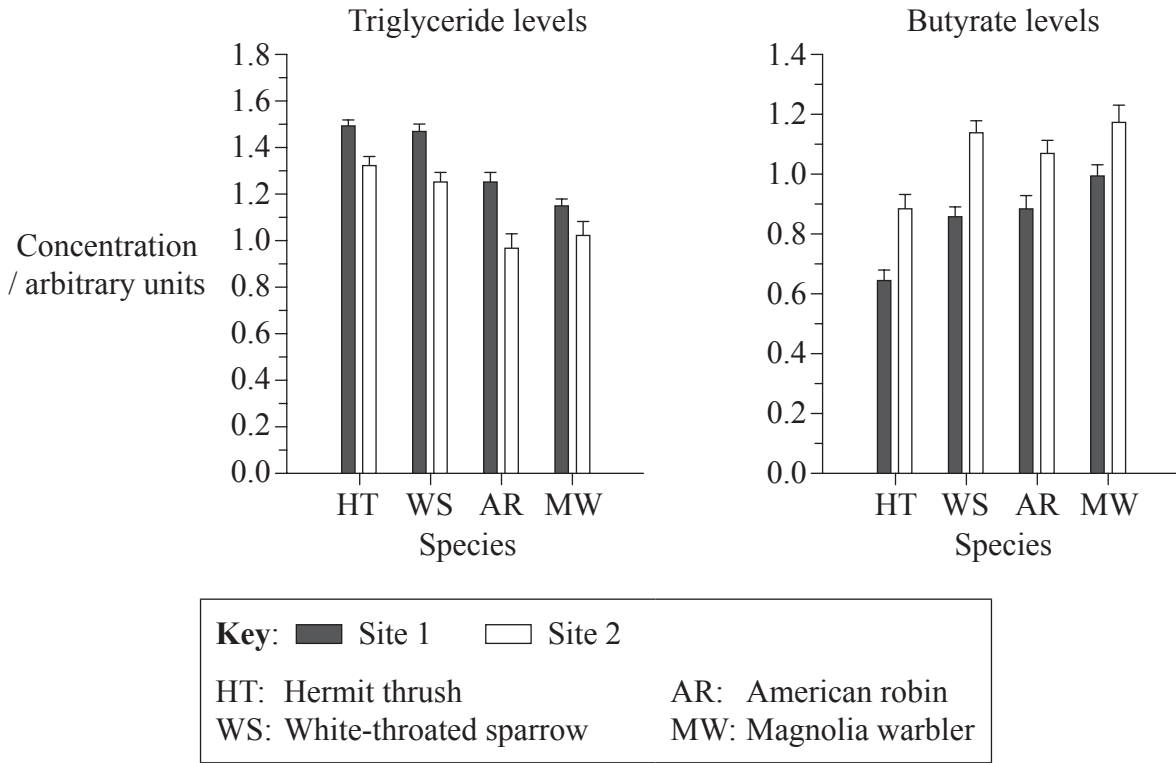 Triglyceride levels
Butyrate levels
Concentration
/ arbitrary units
1.8
1.6
1.4
1.2
1.0
0.8
0.6
0.4
0.2
0.0
HT WS AR MW
Species
1.4
1.2
1.0
0.8
0.6
0.4
0.2
0.0
HT WS AR MW
Species
Key: Site 1 Site 2
HT: Hermit thrush AR: American robin
WS: White-throated sparrow MW: Magnolia warbler